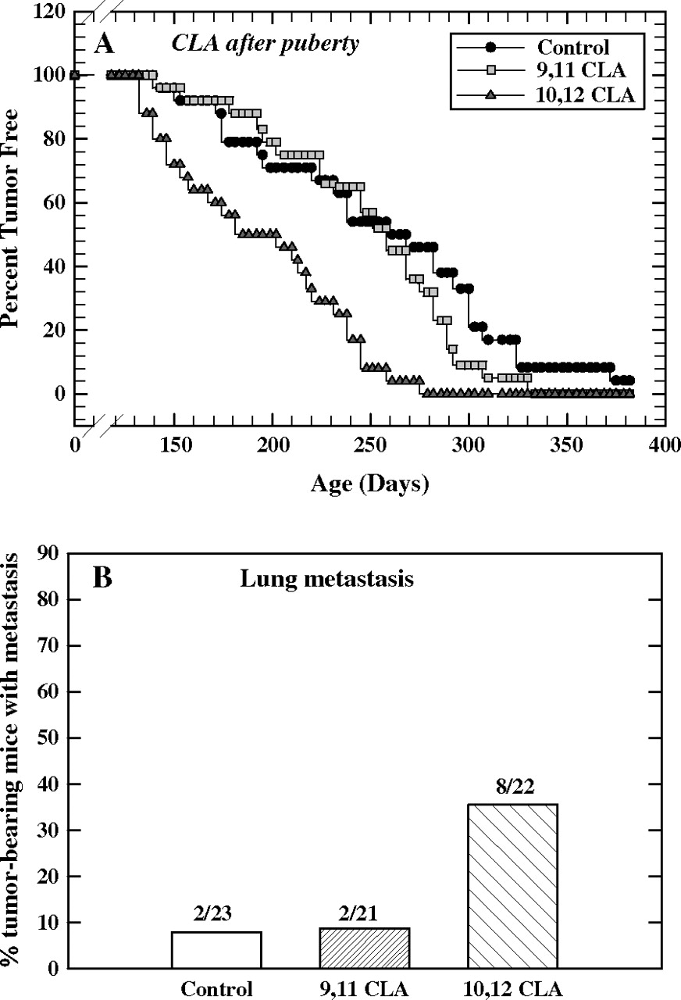 120
A CLA after puberty
Control
9,11 CLA
10,12 CLA
100
80
60
40
20
0
Percent Tumor Free
0 150 200 250 300 350 400
Age (Days)
90
B Lung metastasis
80
70
60
50
40
30
20
10
0
% tumor-bearing mice with metastasis
2/23 2/21 8/22
Control 9,11 CLA 10,12 CLA